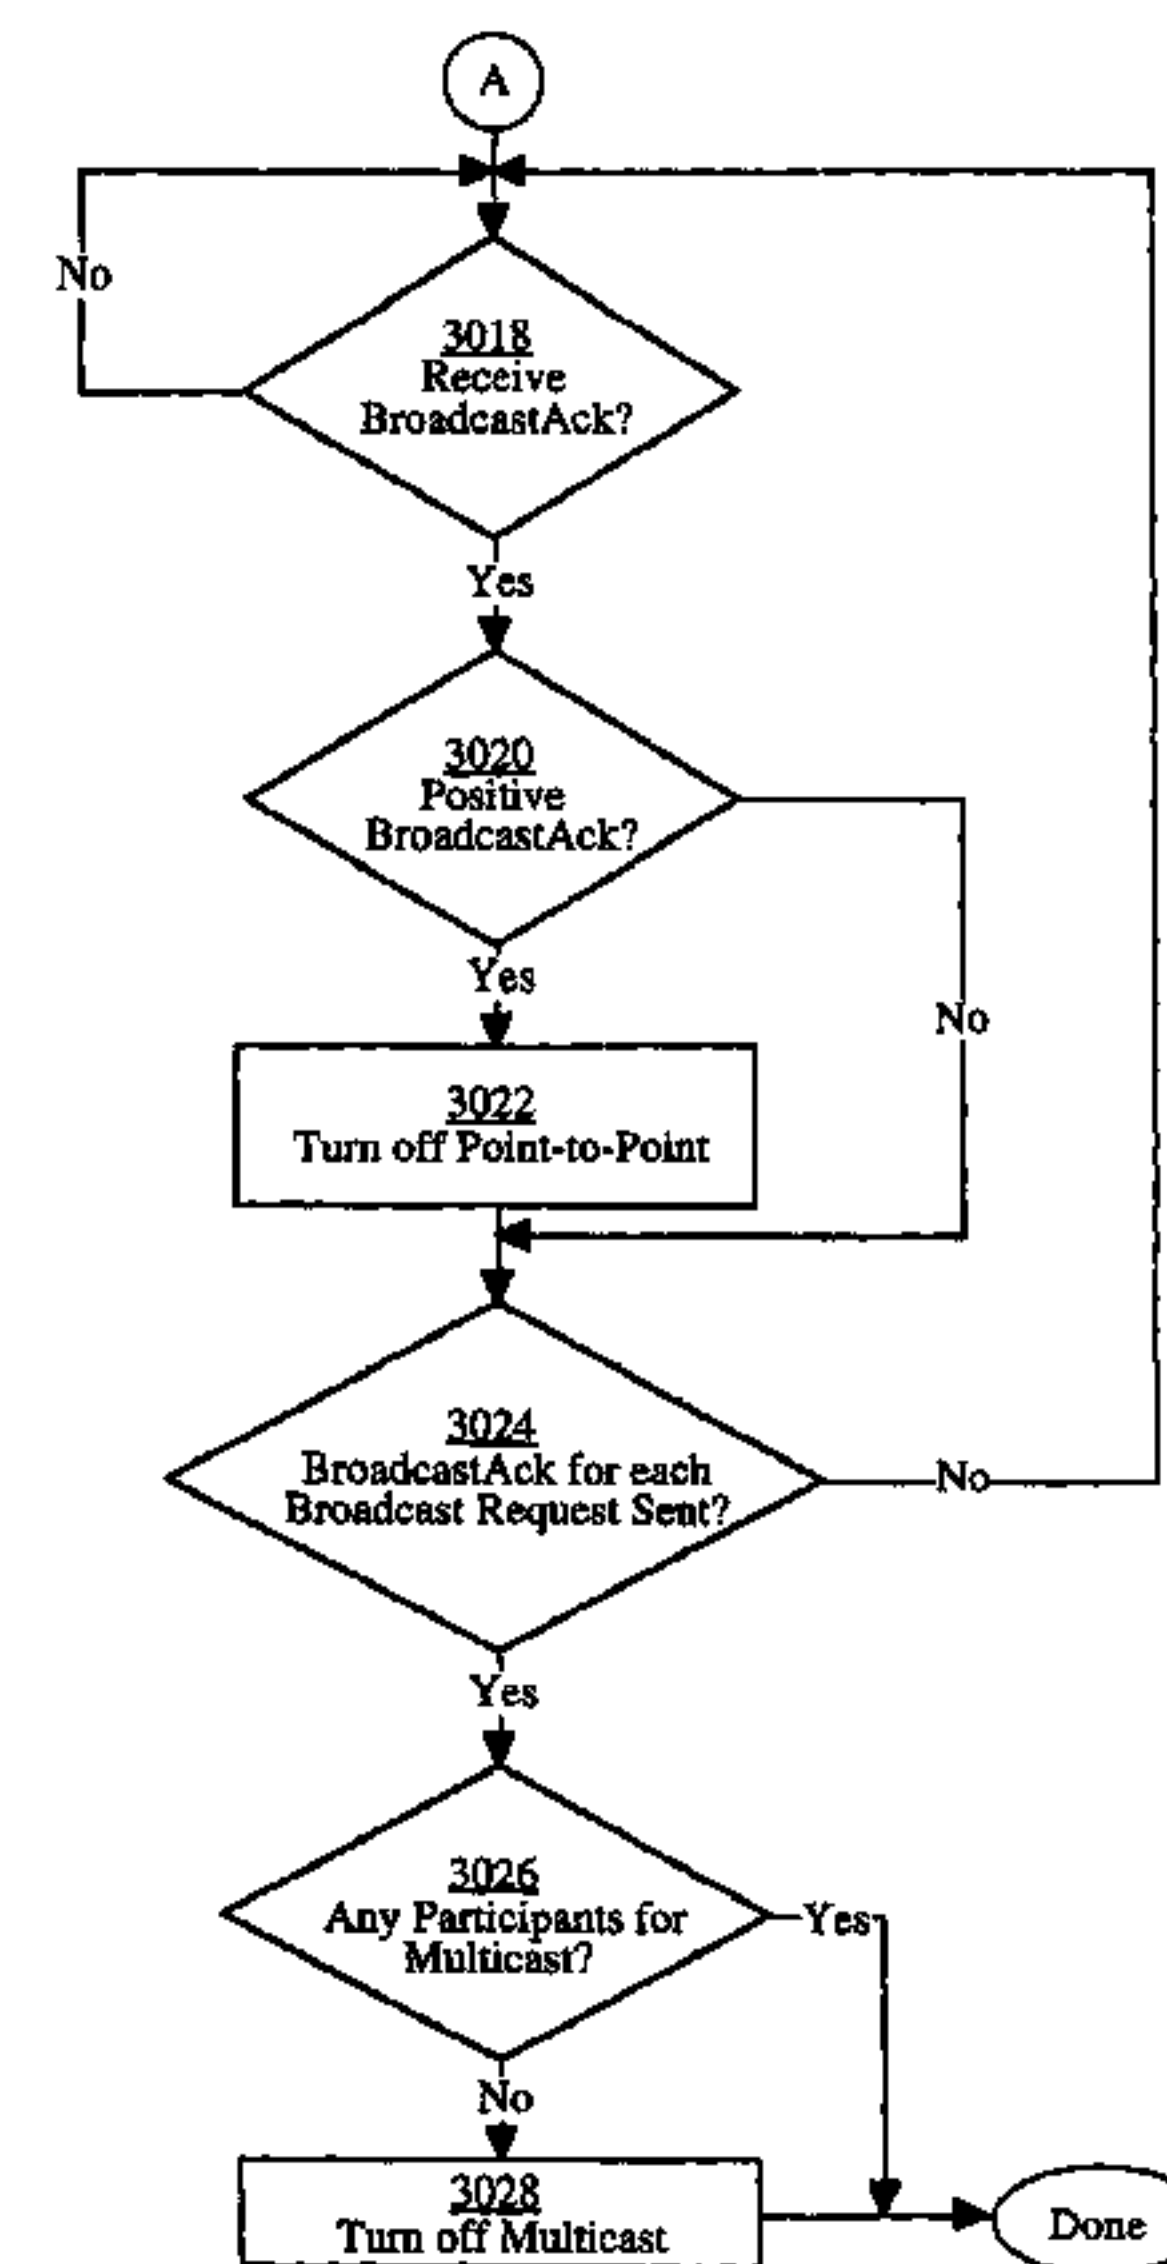 A
No
3018
Receive
BroadcastAck?
Yes
3020
Positive
BroadcastAck?
Yes
No
3022
Turn off Point-to-Point
3024
BroadcastAck for each
Broadcast Request Sent?
No
Yes
3026
Any Participants for
Multicast?
Yes
No
3028
Turn off Multicast
Done